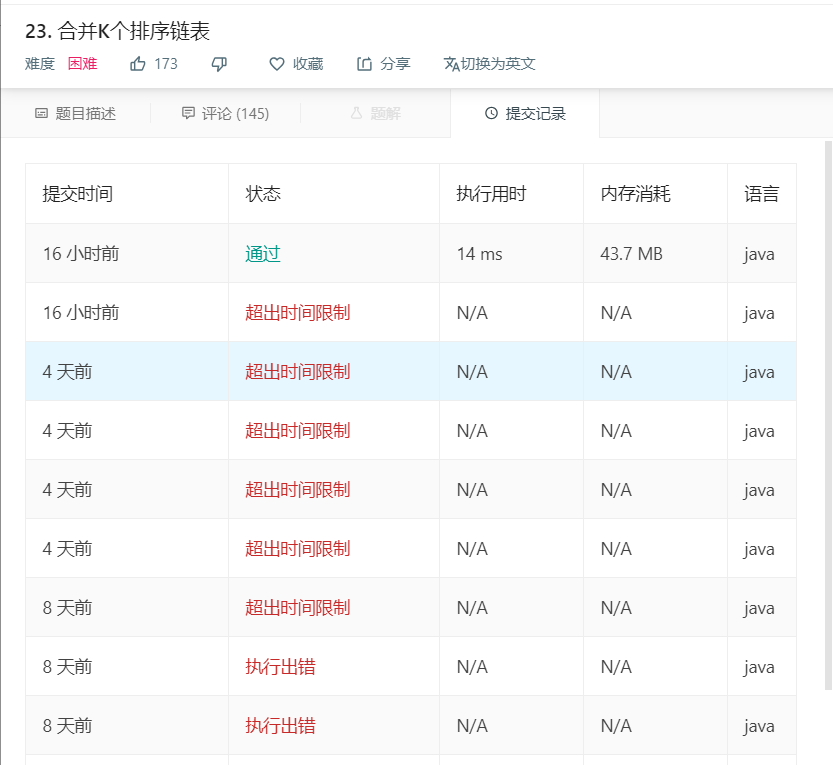 23. 合并K个排序链表
难度 困难 173 收藏 分享 切换为英文
题目描述 评论 (145) 题解 提交记录
提交时间 状态 执行用时 内存消耗 语言
16 小时前 通过 14 ms 43.7 MB java
16 小时前 超出时间限制 N/A N/A java
4 天前 超出时间限制 N/A N/A java
4 天前 超出时间限制 N/A N/A java
4 天前 超出时间限制 N/A N/A java
4 天前 超出时间限制 N/A N/A java
8 天前 超出时间限制 N/A N/A java
8 天前 执行出错 N/A N/A java
8 天前 执行出错 N/A N/A java